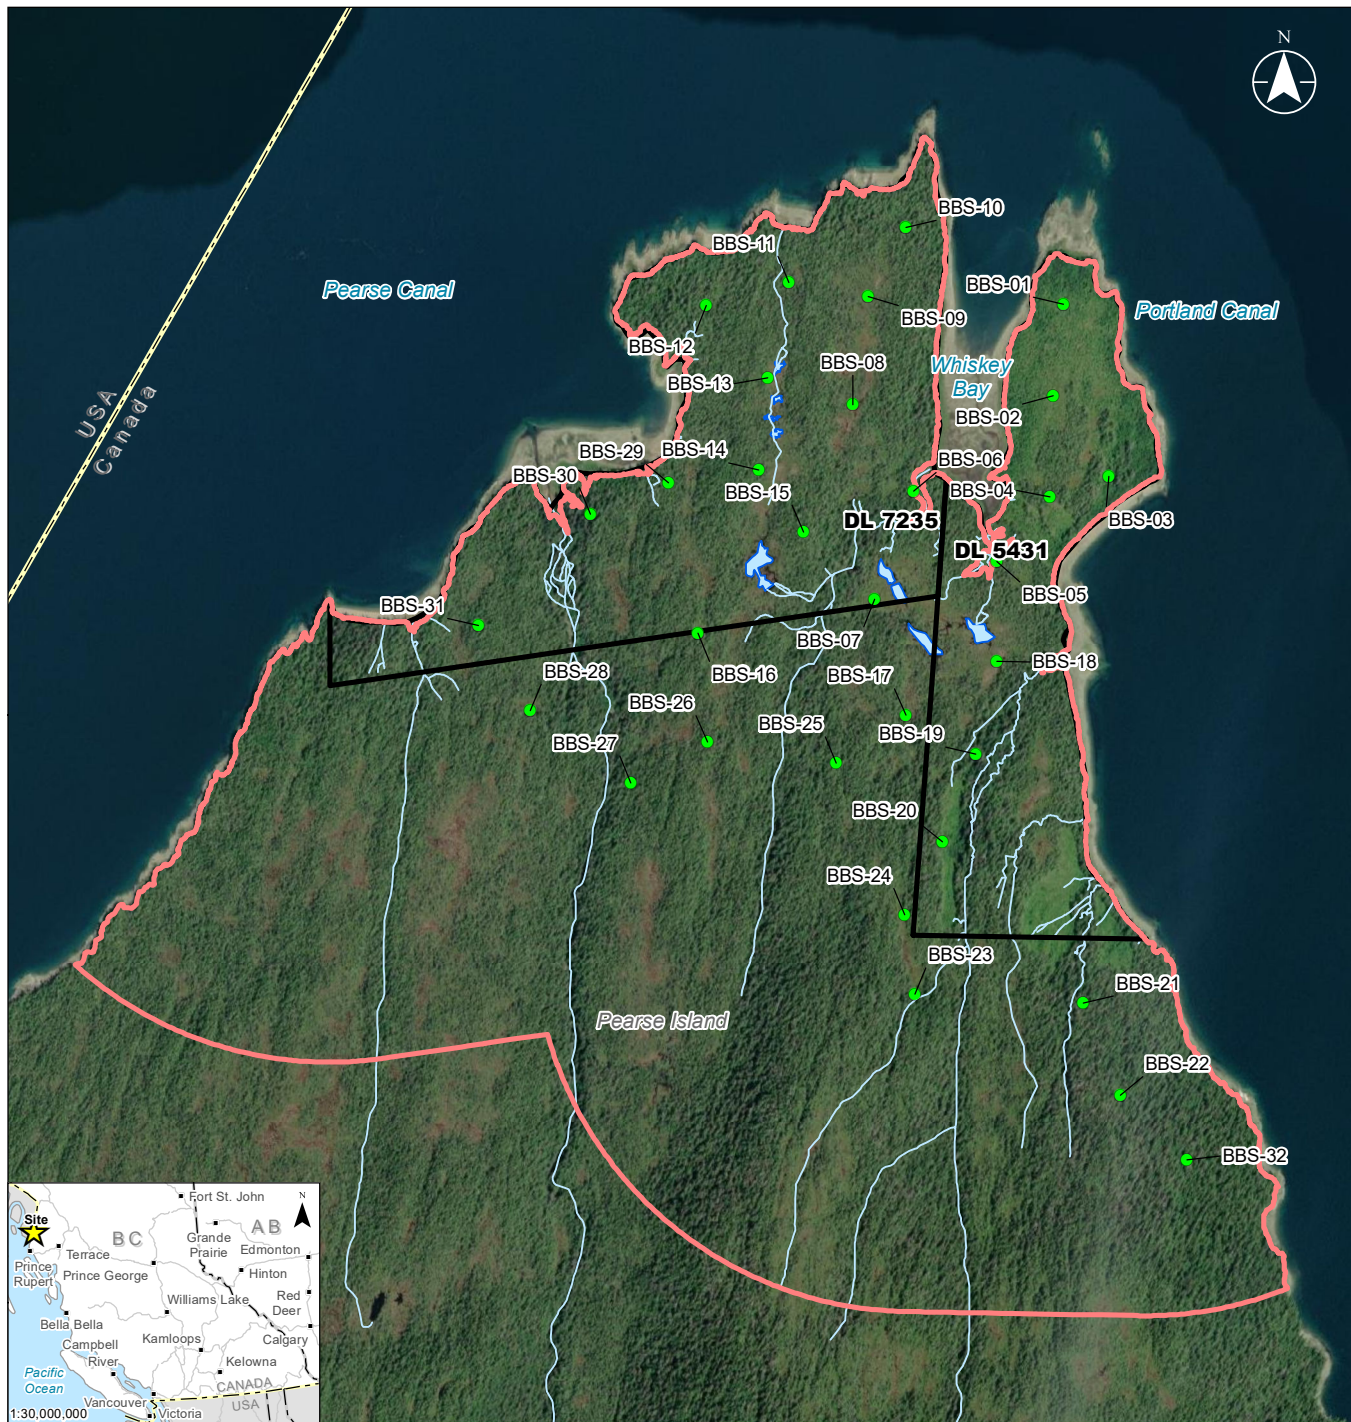 N
BBS-10
BBS-11
BBS-01
Pearse Canal
Portland Canal
BBS-09
BBS-12
BBS-08
Whiskey
Bay
BBS-13
USA
Canada
BBS-02
BBS-29
BBS-14
BBS-06
BBS-30
BBS-15
BBS-04
DL 7235
BBS-03
DL 5431
BBS-05
BBS-31
BBS-07
BBS-18
BBS-16
BBS-17
BBS-28
BBS-26
BBS-25
BBS-19
BBS-27
BBS-20
BBS-24
BBS-23
BBS-21
Pearse Island
BBS-22
BBS-32
Fort St. John
N
Site
BC
AB
Grande
Prairie
Edmonton
Terrace
Prince
Rupert
Prince George
Hinton
Red
Deer
Williams Lake
Bella Bella
Campbell
River
Kamloops
Calgary
Kelowna
Pacific
Ocean
CANADA
USA
Vancouver
Victoria
1:30,000,000